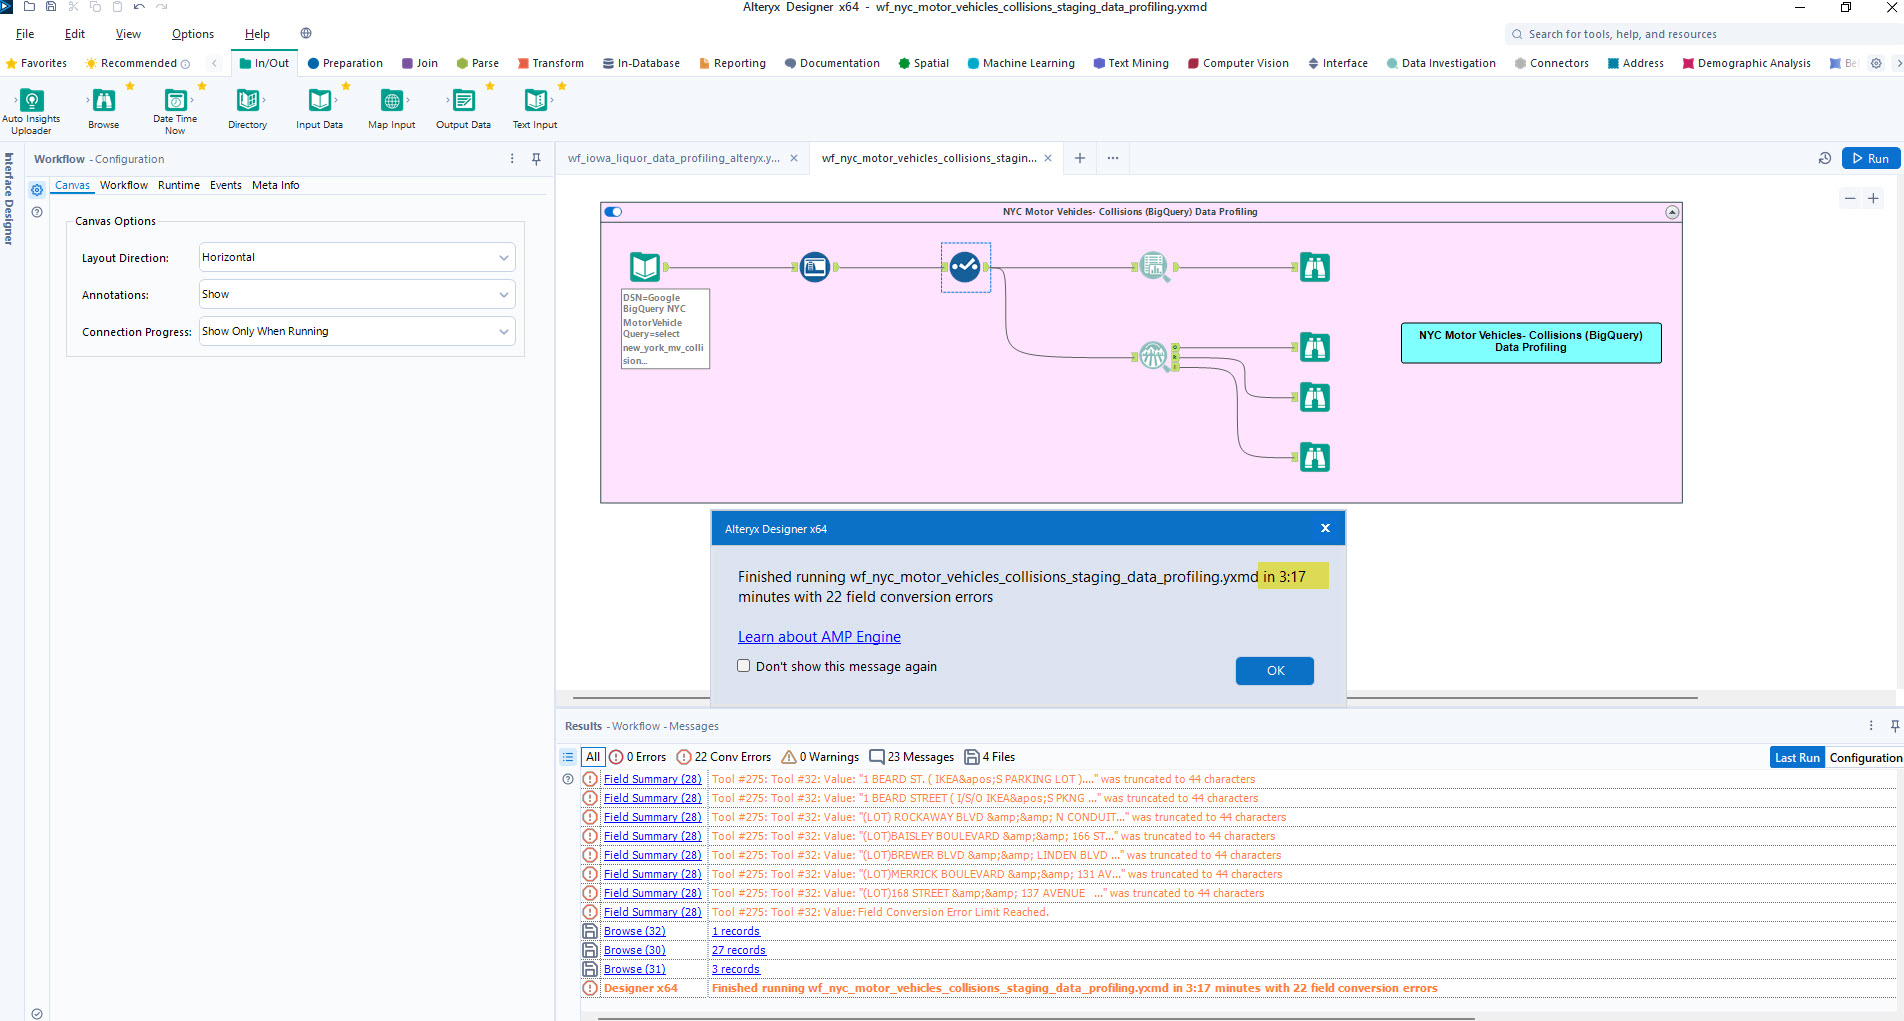 Alteryx Designer x64 - wf_nyc_motor_vehicles_collisions_staging_data_profiling.yxmd
File Edit View Options Help
Search for tools, help, and resources
Favorites Recommended In/Out Preparation Join Parse Transform In-Database Reporting Documentation Spatial Machine Learning Text Mining Computer Vision Interface Data Investigation Connectors Address Demographic Analysis Be
Auto Insights Uploader
Browse
Date Time Now
Directory
Input Data
Map Input
Output Data
Text Input
Interface Designer
Workflow - Configuration
Canvas Workflow Runtime Events Meta Info
Canvas Options
Layout Direction: Horizontal
Annotations: Show
Connection Progress: Show Only When Running
wf_iowa_liquor_data_profiling_alteryx.y...
wf_nyc_motor_vehicles_collisions_stagin...
Run
NYC Motor Vehicles- Collisions (BigQuery) Data Profiling
DSN=Google
BigQuery NYC
MotorVehicle
Query=select
new_york_mv_colli
sion...
O
R
I
NYC Motor Vehicles- Collisions (BigQuery)
Data Profiling
Alteryx Designer x64
Finished running wf_nyc_motor_vehicles_collisions_staging_data_profiling.yxmd in 3:17
minutes with 22 field conversion errors
Learn about AMP Engine
Don't show this message again
OK
Results - Workflow - Messages
All 0 Errors 22 Conv Errors 0 Warnings 23 Messages 4 Files
Last Run Configuration
Field Summary (28) Tool #275: Tool #32: Value: "1 BEARD ST. ( IKEA&apos;S PARKING LOT )...." was truncated to 44 characters
Field Summary (28) Tool #275: Tool #32: Value: "1 BEARD STREET ( I/S/O IKEA&apos;S PKNG ..." was truncated to 44 characters
Field Summary (28) Tool #275: Tool #32: Value: "(LOT) ROCKAWAY BLVD &amp;&amp; N CONDUIT..." was truncated to 44 characters
Field Summary (28) Tool #275: Tool #32: Value: "(LOT)BAISLEY BOULEVARD &amp;&amp; 166 ST..." was truncated to 44 characters
Field Summary (28) Tool #275: Tool #32: Value: "(LOT)BREWER BLVD &amp;&amp; LINDEN BLVD ..." was truncated to 44 characters
Field Summary (28) Tool #275: Tool #32: Value: "(LOT)MERRICK BOULEVARD &amp;&amp; 131 AV..." was truncated to 44 characters
Field Summary (28) Tool #275: Tool #32: Value: "(LOT)168 STREET &amp;&amp; 137 AVENUE ..." was truncated to 44 characters
Field Summary (28) Tool #275: Tool #32: Value: Field Conversion Error Limit Reached.
Browse (32) 1 records
Browse (30) 27 records
Browse (31) 3 records
Designer x64 Finished running wf_nyc_motor_vehicles_collisions_staging_data_profiling.yxmd in 3:17 minutes with 22 field conversion errors